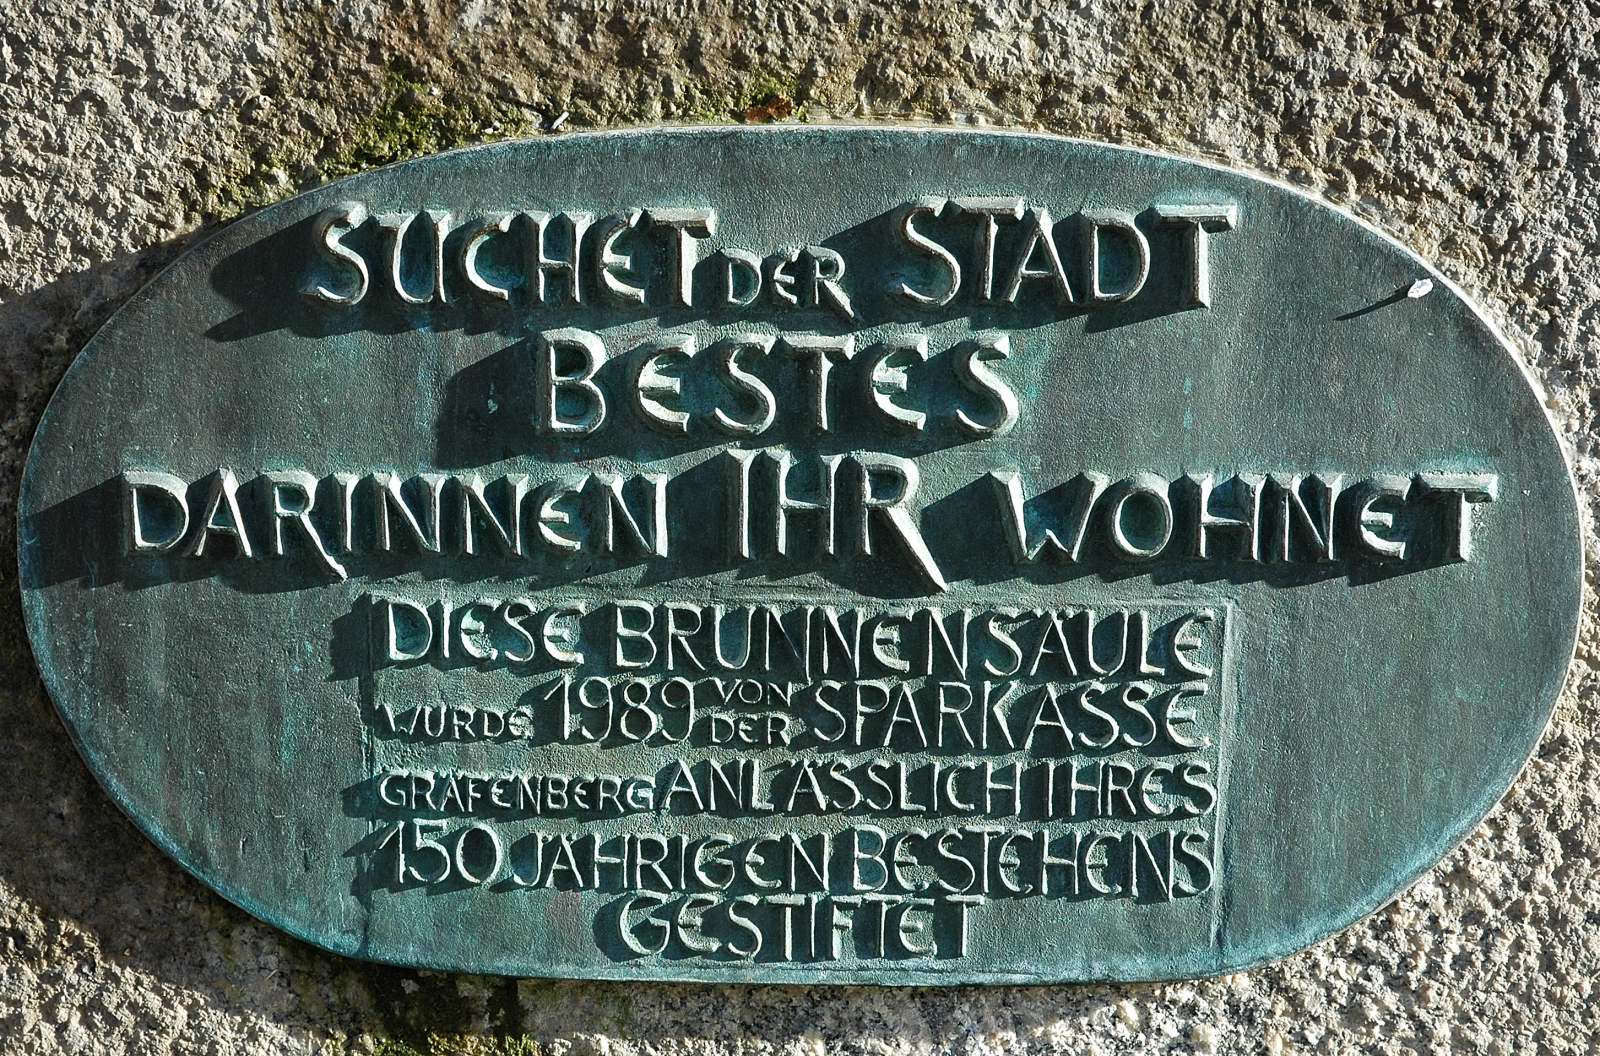 SUCHET DER STADT
BESTES
DARINNEN IHR WOHNET
DIESE BRUNNENSÄULE
WURDE 1989 VON DER SPARKASSE
GRÄFENBERG ANLÄSSLICH IHRES
150 JÄHRIGEN BESTEHENS
GESTIFTET